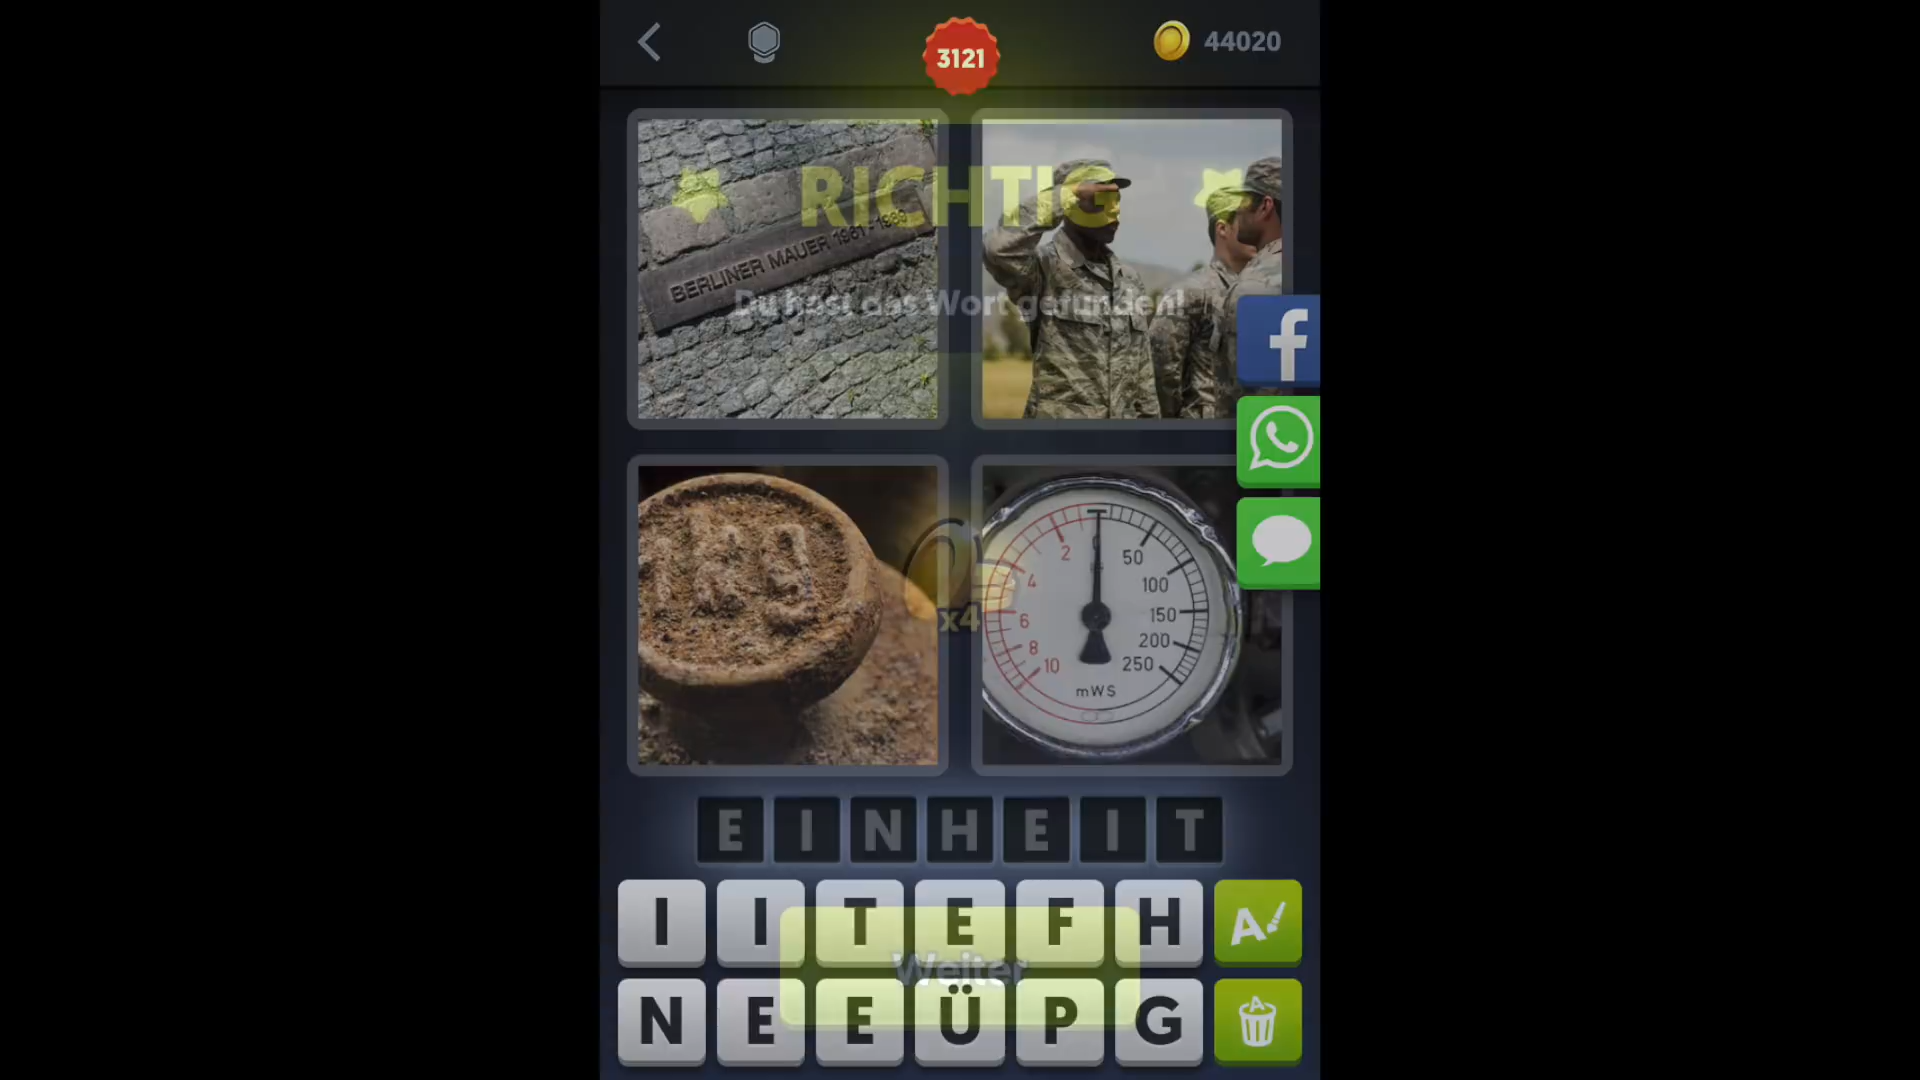 3121
44020
RICHTIG
BERLINER MAUER 1961-1989
Du hast das Wort gefunden!
x4
2
4
6
8
10
0
50
100
150
200
250
mWS
E I N H E I T
I I T E F H A
Weiter
N E E Ü P G A